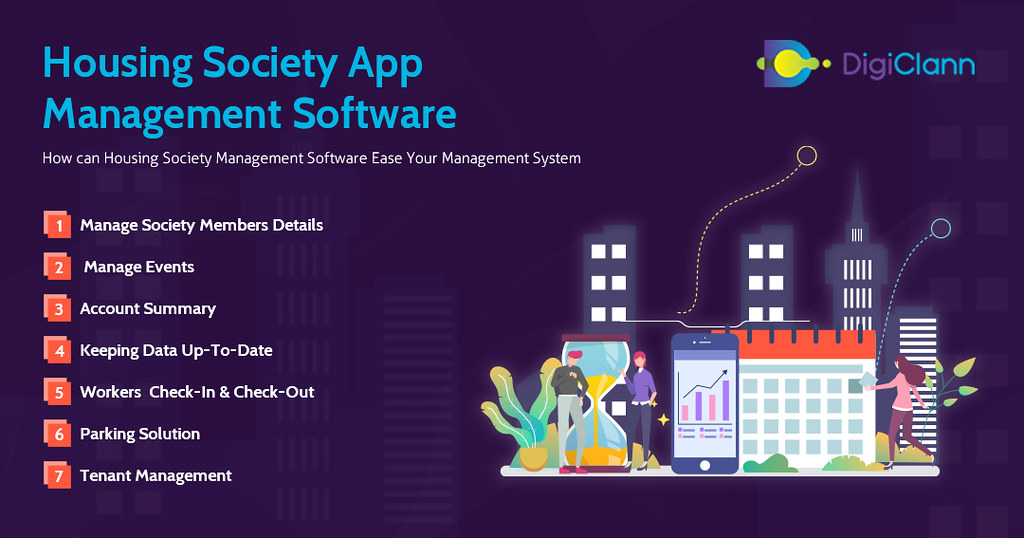 Housing Society App
Management Software
How can Housing Society Management Software Ease Your Management System
1 Manage Society Members Details
2 Manage Events
3 Account Summary
4 Keeping Data Up-To-Date
5 Workers Check-In & Check-Out
6 Parking Solution
7 Tenant Management
DigiClann